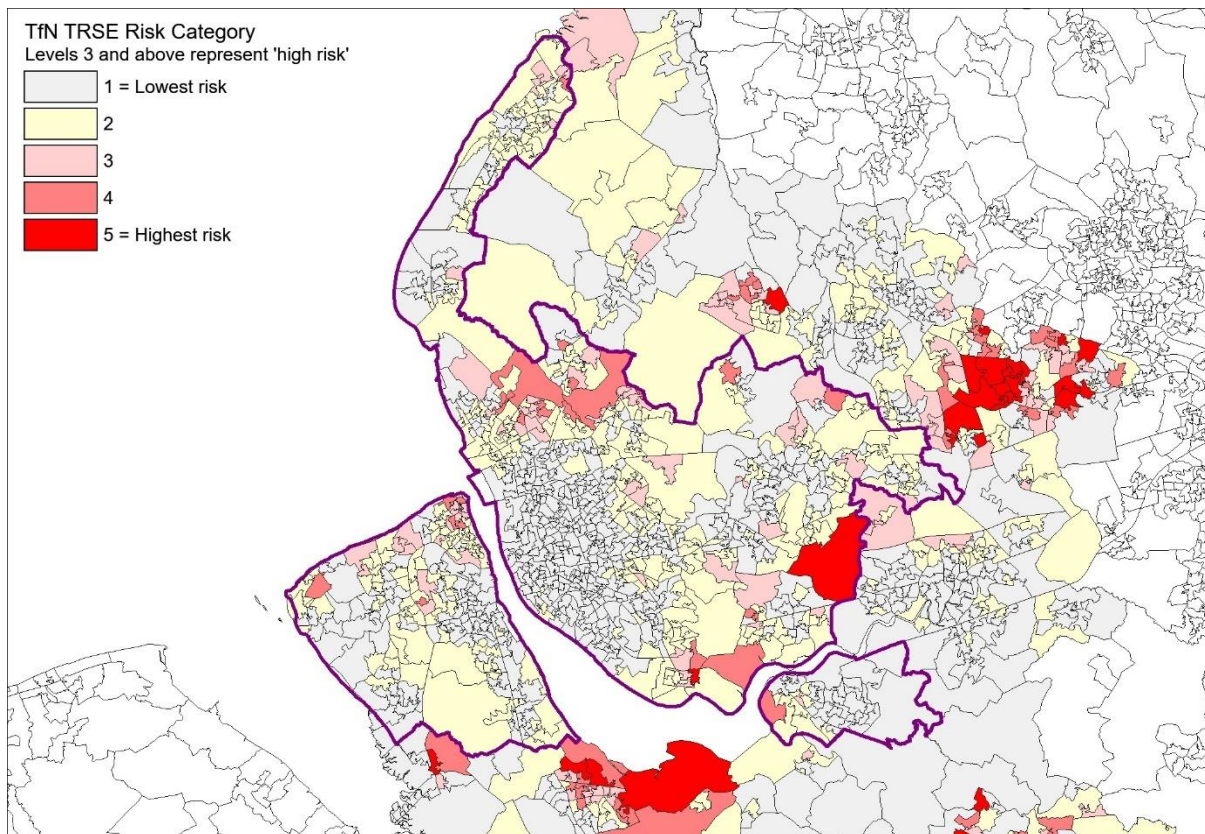 TfN TRSE Risk Category
Levels 3 and above represent 'high risk'
1 = Lowest risk
2
3
4
5 = Highest risk